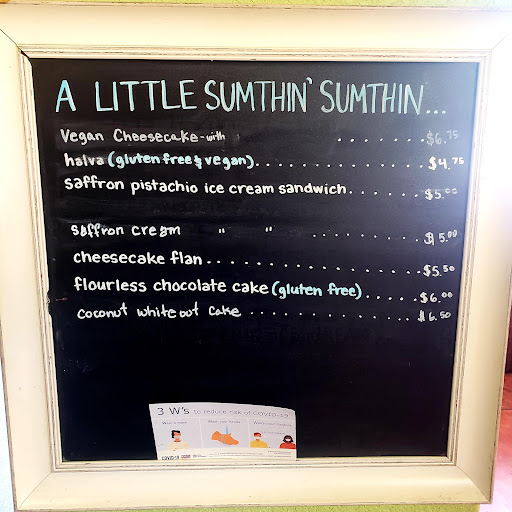 A LITTLE SUMTHIN' SUMTHIN...
Vegan Cheesecake-with ........$6.75
halva (gluten free & vegan)..................$4.75
saffron pistachio ice cream sandwich.......$5.00
saffron cream " " ..........$5.00
cheesecake flan......................$5.50
flourless chocolate cake (gluten free).....$6.00
coconut whiteout cake ................$6.50
3 W's to reduce risk of COVID-19